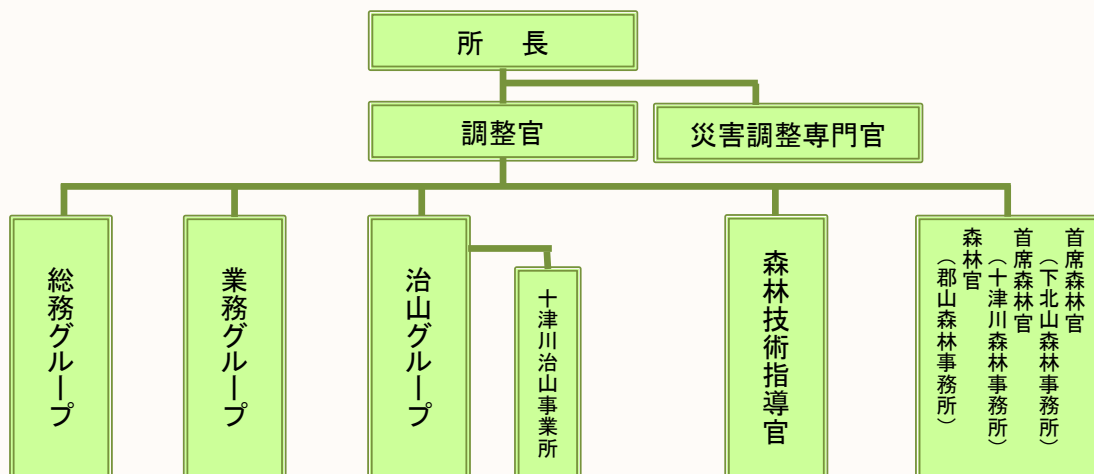 所　長
調整官
災害調整専門官
総務グループ
業務グループ
治山グループ
十津川治山事業所
森林技術指導官
首席森林官
（下北山森林事務所）
首席森林官
（十津川森林事務所）
森林官
（郡山森林事務所）